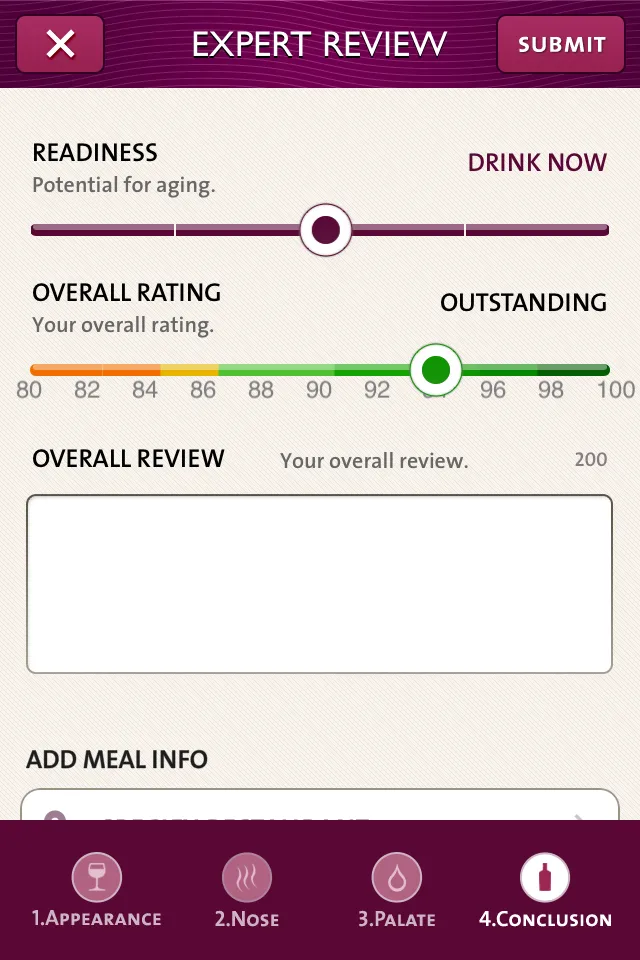 EXPERT REVIEW
SUBMIT
READINESS
DRINK NOW
Potential for aging.
OVERALL RATING
OUTSTANDING
Your overall rating.
80 82 84 86 88 90 92 94 96 98 100
OVERALL REVIEW Your overall review. 200
ADD MEAL INFO
1.APPEARANCE 2.NOSE 3.PALATE 4.CONCLUSION